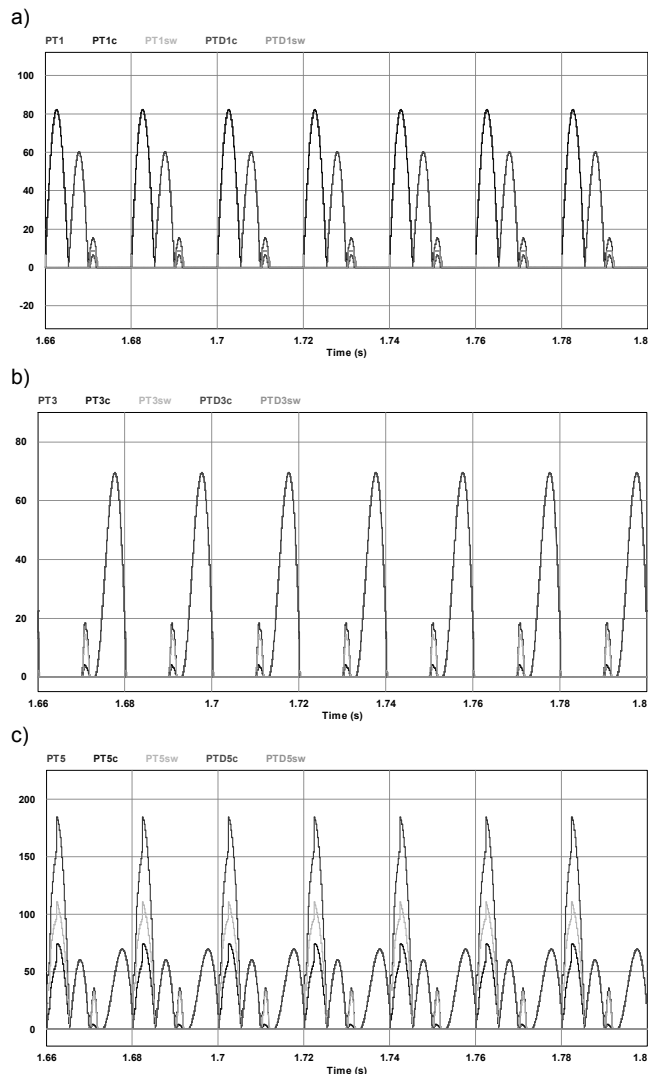 a)
PT1 PT1c PT1sw PTD1c PTD1sw
100
80
60
40
20
0
-20
1.66 1.68 1.7 1.72 1.74 1.76 1.78 1.8
Time (s)
b)
PT3 PT3c PT3sw PTD3c PTD3sw
80
60
40
20
0
1.66 1.68 1.7 1.72 1.74 1.76 1.78 1.8
Time (s)
c)
PT5 PT5c PT5sw PTD5c PTD5sw
200
150
100
50
0
1.66 1.68 1.7 1.72 1.74 1.76 1.78 1.8
Time (s)